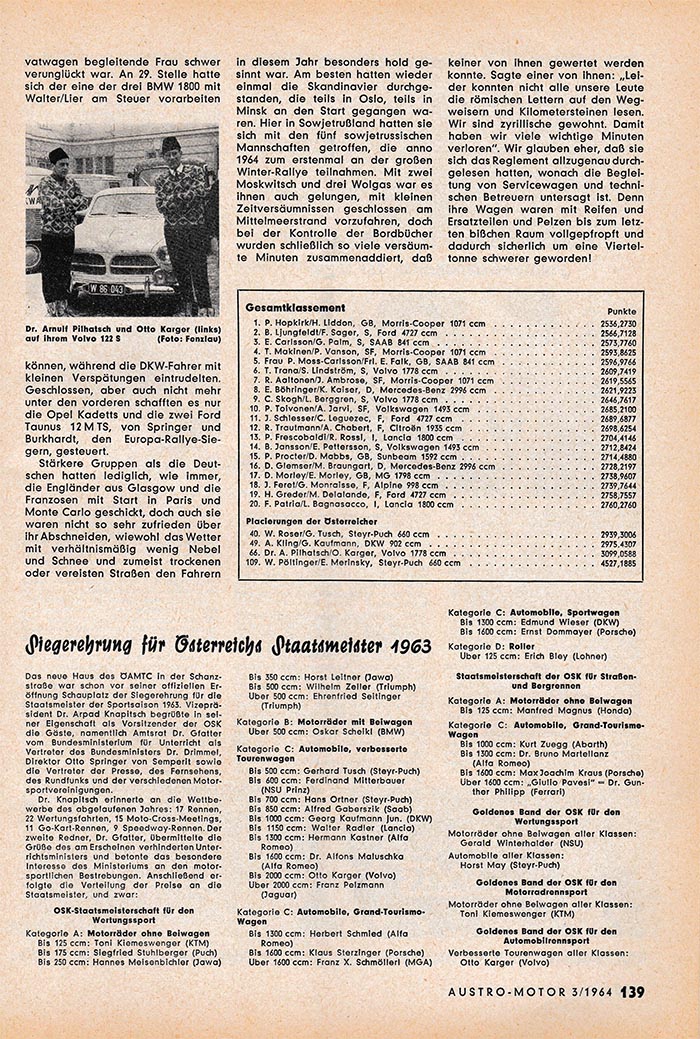 vatwagen begleitende Frau schwer
verunglückt war. An 29. Stelle hatte
sich der eine der drei BMW 1800 mit
Walter/Lier am Steuer vorarbeiten
W 86 043
Dr. Arnulf Pilhatsch und Otto Karger (links)
auf ihrem Volvo 122 S (Foto: Fenzlau)
können, während die DKW-Fahrer mit
kleinen Verspätungen eintrudelten.
Geschlossen, aber auch nicht mehr
unter den vorderen schafften es nur
die Opel Kadetts und die zwei Ford
Taunus 12 M TS, von Springer und
Burkhardt, den Europa-Rallye-Sie-
gern, gesteuert.
Stärkere Gruppen als die Deut-
schen hatten lediglich, wie immer,
die Engländer aus Glasgow und die
Franzosen mit Start in Paris und
Monte Carlo geschickt, doch auch sie
waren nicht so sehr zufrieden über
ihr Abschneiden, wiewohl das Wetter
mit verhältnismäßig wenig Nebel
und Schnee und zumeist trockenen
oder vereisten Straßen den Fahrern
in diesem Jahr besonders hold ge-
sinnt war. Am besten hatten wieder
einmal die Skandinavier durchge-
standen, die teils in Oslo, teils in
Minsk an den Start gegangen wa-
ren. Hier in Sowjetrußland hatten sie
sich mit den fünf sowjetrussischen
Mannschaften getroffen, die anno
1964 zum erstenmal an der großen
Winter-Rallye teilnahmen. Mit zwei
Moskwitsch und drei Wolgas war es
ihnen auch gelungen, mit kleinen
Zeitversäumnissen geschlossen am
Mittelmeerstrand vorzufahren, doch
bei der Kontrolle der Bordbücher
wurden schließlich so viele versäum-
te Minuten zusammenaddiert, daß
keiner von ihnen gewertet werden
konnte. Sagte einer von ihnen: „Lei-
der konnten nicht alle unsere Leute
die römischen Lettern auf den Weg-
weisern und Kilometersteinen lesen.
Wir sind zyrillische gewohnt. Damit
haben wir viele wichtige Minuten
verloren". Wir glauben eher, daß sie
sich das Reglement allzugenau durch-
gelesen hatten, wonach die Beglei-
tung von Servicewagen und techni-
schen Betreuern untersagt ist. Denn
ihre Wagen waren mit Reifen und
Ersatzteilen und Pelzen bis zum letz-
ten bißchen Raum vollgepfropft und
dadurch sicherlich um eine Viertel-
tonne schwerer geworden!
Gesamtklassement Punkte
1. P. Hopkirk/H. Liddon, GB, Morris-Cooper 1071 ccm . . . . 2536,2730
2. B. Ljungfeldt/F. Sager, S, Ford 4727 ccm . . . . 2566,7128
3. E. Carlsson/G. Palm, S, SAAB 841 ccm . . . . 2573,7760
4. T. Makinen/P. Vanson, SF, Morris-Cooper 1071 ccm . . . . 2593,8625
5. Frau P. Moss-Carlsson/Frl. E. Falk, GB, SAAB 841 ccm . . . . 2596,9766
6. T. Trana/S. Lindström, S, Volvo 1778 ccm . . . . 2609,7419
7. R. Aaltonen/J. Ambrose, SF, Morris-Cooper 1071 ccm . . . . 2619,5565
8. E. Böhringer/K. Kaiser, D, Mercedes-Benz 2996 ccm . . . . 2621,9223
9. C. Skogh/L. Berggren, S, Volvo 1778 ccm . . . . 2646,7617
10. P. Tolvonen/A. Jarvi, SF, Volkswagen 1493 ccm . . . . 2685,2100
11. J. Schlesser/C. Leguezec, F, Ford 4727 ccm . . . . 2689,6877
12. R. Trautmann/A. Chabert, F, Citroën 1935 ccm . . . . 2698,6254
13. P. Frescobaldi/R. Rossi, I, Lancia 1800 ccm . . . . 2704,4146
14. B. Jansson/E. Pettersson, S, Volkswagen 1493 ccm . . . . 2712,8424
15. P. Procter/D. Mabbs, GB, Sunbeam 1592 ccm . . . . 2714,4880
16. D. Glemser/M. Braungart, D, Mercedes-Benz 2996 ccm . . . . 2728,2197
17. D. Morley/E. Morley, GB, MG 1798 ccm . . . . 2738,9607
18. J. Feret/G. Monraisse, F, Alpine 998 ccm . . . . 2739,7644
19. H. Greder/M. Delalande, F, Ford 4727 ccm . . . . 2758,7557
20. F. Patria/L. Bagnasacco, I, Lancia 1800 ccm . . . . 2760,2760
Placierungen der Österreicher
40. W. Roser/G. Tusch, Steyr-Puch 660 ccm . . . . 2939,3006
49. A. Kling/G. Kaufmann, DKW 902 ccm . . . . 2975,4307
66. Dr. A. Pilhatsch/O. Karger, Volvo 1778 ccm . . . . 3099,0588
109. W. Pöltinger/E. Merinsky, Steyr-Puch 660 ccm . . . . 4527,1885
Siegerehrung für Österreichs Staatsmeister 1963
Das neue Haus des ÖAMTC in der Schanz-
straße war schon vor seiner offiziellen Er-
öffnung Schauplatz der Siegerehrung für die
Staatsmeister der Sportsaison 1963. Vizeprä-
sident Dr. Arpad Knapitsch begrüßte in sei-
ner Eigenschaft als Vorsitzender der OSK
die Gäste, namentlich Amtsrat Dr. Gfatter
vom Bundesministerium für Unterricht als
Vertreter des Bundesministers Dr. Drimmel,
Direktor Otto Springer von Semperit sowie
die Vertreter der Presse, des Fernsehens,
des Rundfunks und der verschiedenen Motor-
sportvereinigungen.
Dr. Knapitsch erinnerte an die Wettbe-
werbe des abgelaufenen Jahres: 17 Rennen,
22 Wertungsfahrten, 15 Moto-Cross-Meetings,
11 Go-Kart-Rennen, 9 Speedway-Rennen. Der
zweite Redner, Dr. Gfatter, übermittelte die
Grüße des am Erscheinen verhinderten Unter-
richtsministers und betonte das besondere
Interesse des Ministeriums an den motor-
sportlichen Bestrebungen. Anschließend er-
folgte die Verteilung der Preise an die
Staatsmeister, und zwar:
OSK-Staatsmeisterschaft für den
Wertungssport
Kategorie A: Motorräder ohne Beiwagen
Bis 125 ccm: Toni Kiemeswenger (KTM)
Bis 175 ccm: Siegfried Stuhlberger (Puch)
Bis 250 ccm: Hannes Meisenbichler (Jawa)
Bis 350 ccm: Horst Leitner (Jawa)
Bis 500 ccm: Wilhelm Zeller (Triumph)
Über 500 ccm: Ehrenfried Seitinger
(Triumph)
Kategorie B: Motorräder mit Beiwagen
Über 500 ccm: Oskar Schelkl (BMW)
Kategorie C: Automobile, verbesserte
Tourenwagen
Bis 500 ccm: Gerhard Tusch (Steyr-Puch)
Bis 600 ccm: Ferdinand Mitterbauer
(NSU Prinz)
Bis 700 ccm: Hans Ortner (Steyr-Puch)
Bis 850 ccm: Alfred Gaberszik (Saab)
Bis 1000 ccm: Georg Kaufmann Jun. (DKW)
Bis 1150 ccm: Walter Radler (Lancia)
Bis 1300 ccm: Hermann Kastner (Alfa
Romeo)
Bis 1600 ccm: Dr. Alfons Maluschka
(Alfa Romeo)
Bis 2000 ccm: Otto Karger (Volvo)
Über 2000 ccm: Franz Pelzmann
(Jaguar)
Kategorie C: Automobile, Grand-Tourismo-
Wagen
Bis 1300 ccm: Herbert Schmied (Alfa
Romeo)
Bis 1600 ccm: Klaus Sterzinger (Porsche)
Über 1600 ccm: Franz X. Schmöllerl (MGA)
Kategorie C: Automobile, Sportwagen
Bis 1300 ccm: Edmund Wieser (DKW)
Bis 1600 ccm: Ernst Dommayer (Porsche)
Kategorie D: Roller
Über 125 ccm: Erich Bley (Lohner)
Staatsmeisterschaft der OSK für Straßen-
und Bergrennen
Kategorie A: Motorräder ohne Beiwagen
Bis 125 ccm: Manfred Magnus (Honda)
Kategorie C: Automobile, Grand-Tourismo-
Wagen
Bis 1000 ccm: Kurt Zuegg (Abarth)
Bis 1300 ccm: Dr. Bruno Martellanz
(Alfa Romeo)
Bis 1600 ccm: Max Joachim Kraus (Porsche)
Über 1600 ccm: „Giulio Pavesi" = Dr. Gun-
ther Philipp (Ferrari)
Goldenes Band der OSK für den
Wertungssport
Motorräder ohne Beiwagen aller Klassen:
Gerald Winterhalder (NSU)
Automobile aller Klassen:
Horst May (Steyr-Puch)
Goldenes Band der OSK für den
Motorradrennsport
Motorräder ohne Beiwagen aller Klassen:
Toni Kiemeswenger (KTM)
Goldenes Band der OSK für den
Automobilrennsport
Verbesserte Tourenwagen aller Klassen:
Otto Karger (Volvo)
AUSTRO-MOTOR 3/1964 139